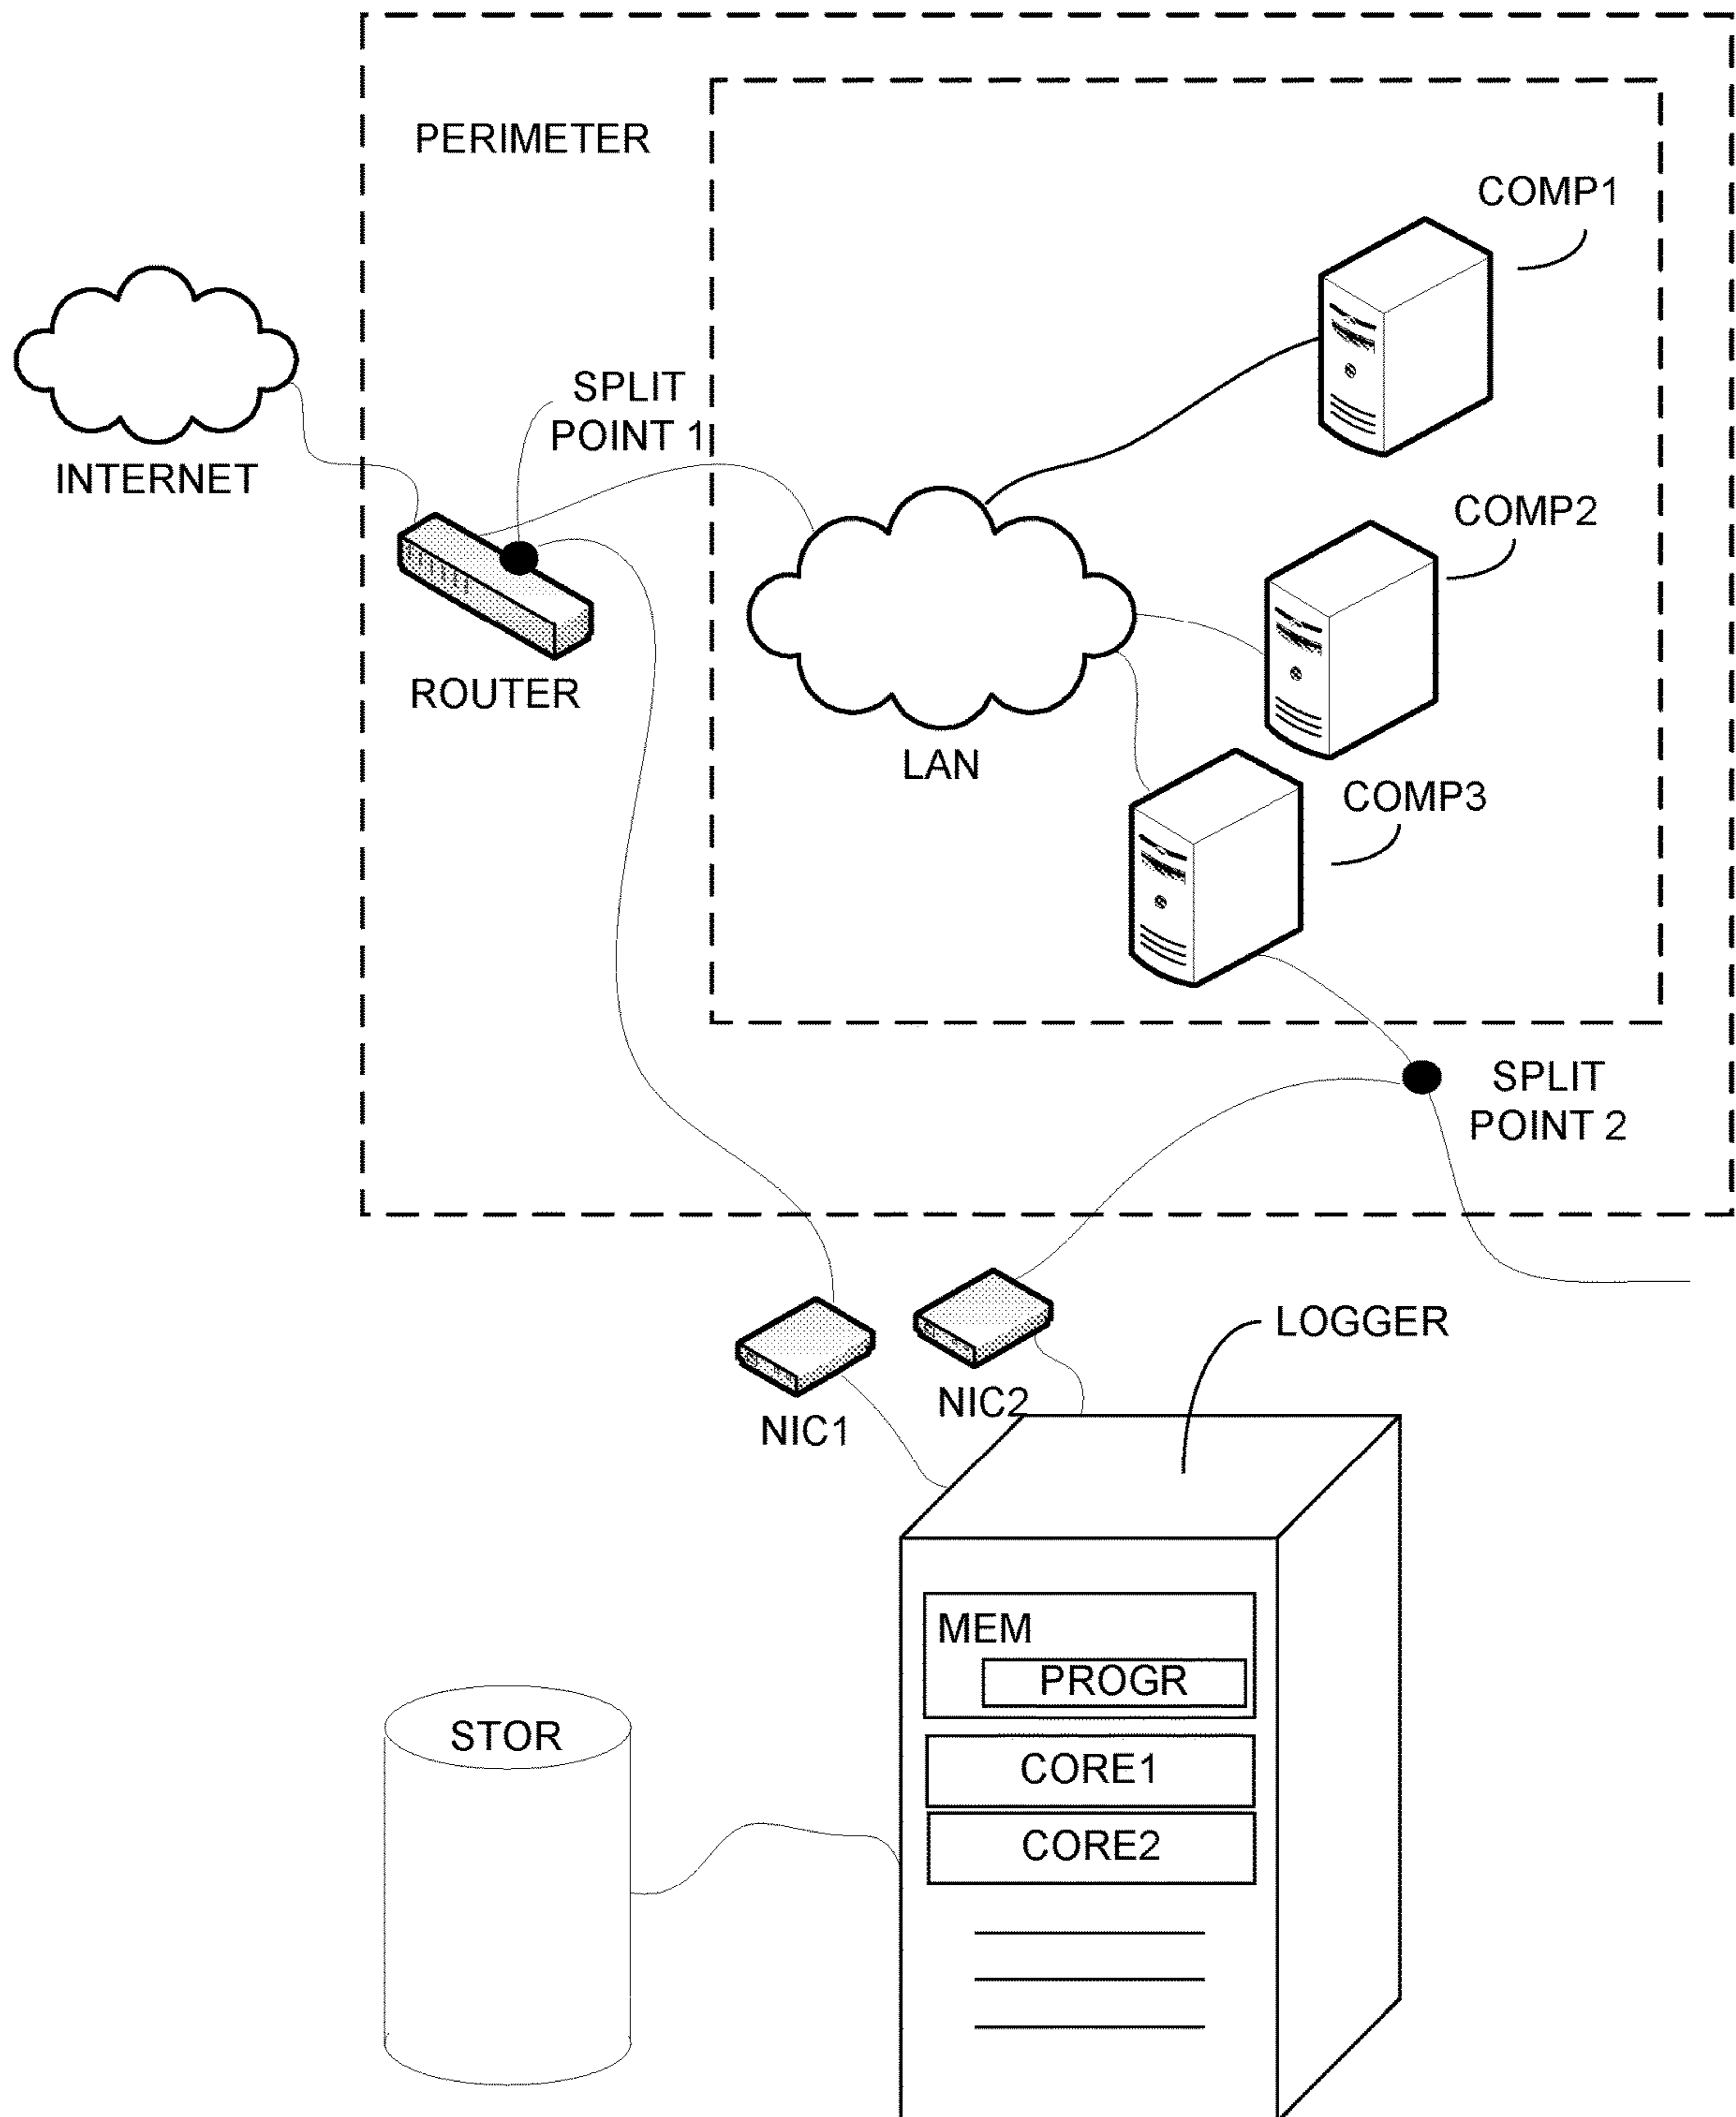 PERIMETER
COMP1
SPLIT
POINT 1
INTERNET
COMP2
ROUTER
LAN
COMP3
SPLIT
POINT 2
LOGGER
NIC2
NIC1
MEM
PROGR
STOR
CORE1
CORE2